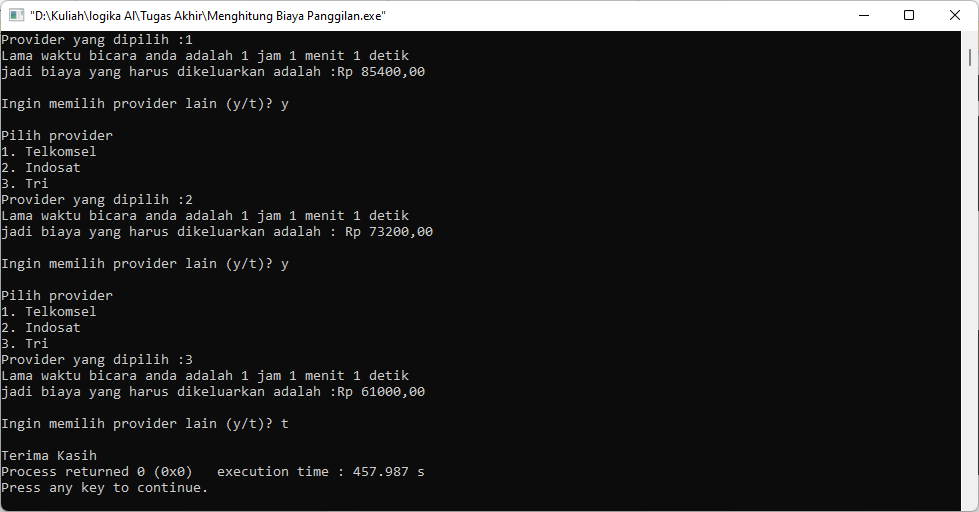 "D:\Kuliah\logika Al\Tugas Akhir\Menghitung Biaya Panggilan.exe"
Provider yang dipilih :1
Lama waktu bicara anda adalah 1 jam 1 menit 1 detik
jadi biaya yang harus dikeluarkan adalah :Rp 85400,00
Ingin memilih provider lain (y/t)? y
Pilih provider
1. Telkomsel
2. Indosat
3. Tri
Provider yang dipilih :2
Lama waktu bicara anda adalah 1 jam 1 menit 1 detik
jadi biaya yang harus dikeluarkan adalah : Rp 73200,00
Ingin memilih provider lain (y/t)? y
Pilih provider
1. Telkomsel
2. Indosat
3. Tri
Provider yang dipilih :3
Lama waktu bicara anda adalah 1 jam 1 menit 1 detik
jadi biaya yang harus dikeluarkan adalah :Rp 61000,00
Ingin memilih provider lain (y/t)? t
Terima Kasih
Process returned 0 (0x0)   execution time : 457.987 s
Press any key to continue.